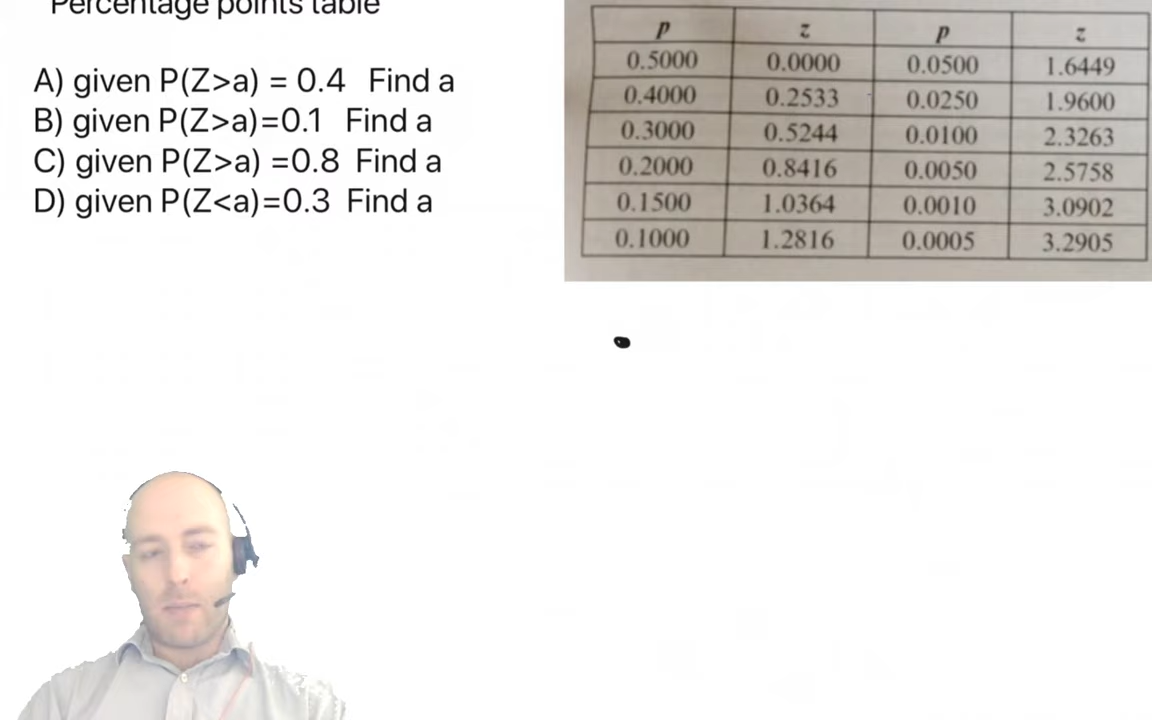 Percentage points table
A) given P(Z>a) = 0.4 Find a
B) given P(Z>a)=0.1 Find a
C) given P(Z>a) =0.8 Find a
D) given P(Z<a)=0.3 Find a
p z p z
0.5000 0.0000 0.0500 1.6449
0.4000 0.2533 0.0250 1.9600
0.3000 0.5244 0.0100 2.3263
0.2000 0.8416 0.0050 2.5758
0.1500 1.0364 0.0010 3.0902
0.1000 1.2816 0.0005 3.2905